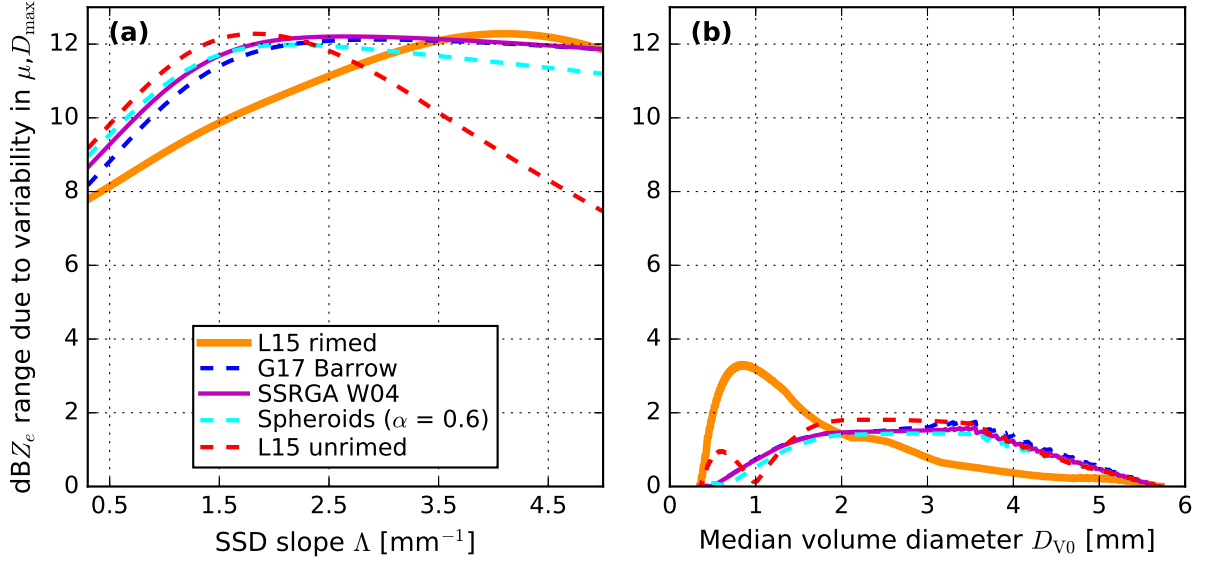 dBZₑ range due to variability in μ,D_max
(a)
12
10
8
6
4
2
0
0.5 1.5 2.5 3.5 4.5
SSD slope Λ [mm⁻¹]
L15 rimed
G17 Barrow
SSRGA W04
Spheroids (α = 0.6)
L15 unrimed
(b)
12
10
8
6
4
2
0
0 1 2 3 4 5 6
Median volume diameter D_V0 [mm]